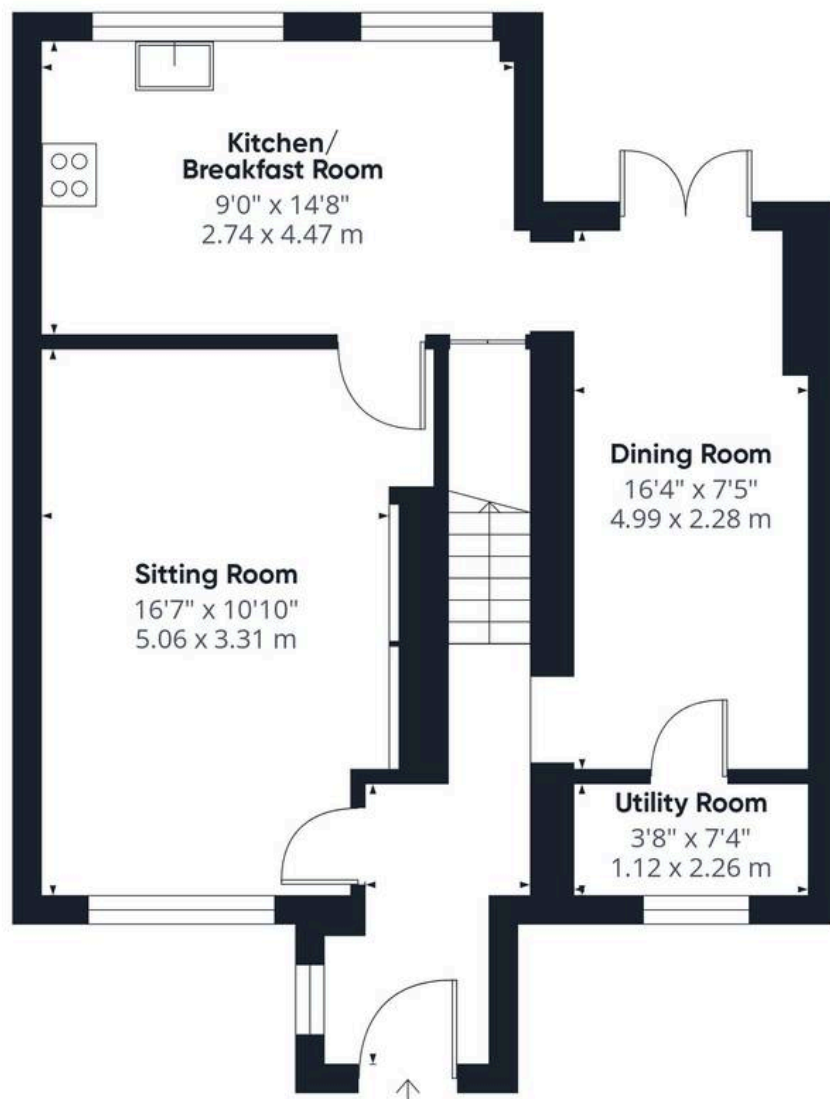 Kitchen/
Breakfast Room
9'0" x 14'8"
2.74 x 4.47 m
Dining Room
16'4" x 7'5"
4.99 x 2.28 m
Sitting Room
16'7" x 10'10"
5.06 x 3.31 m
Utility Room
3'8" x 7'4"
1.12 x 2.26 m